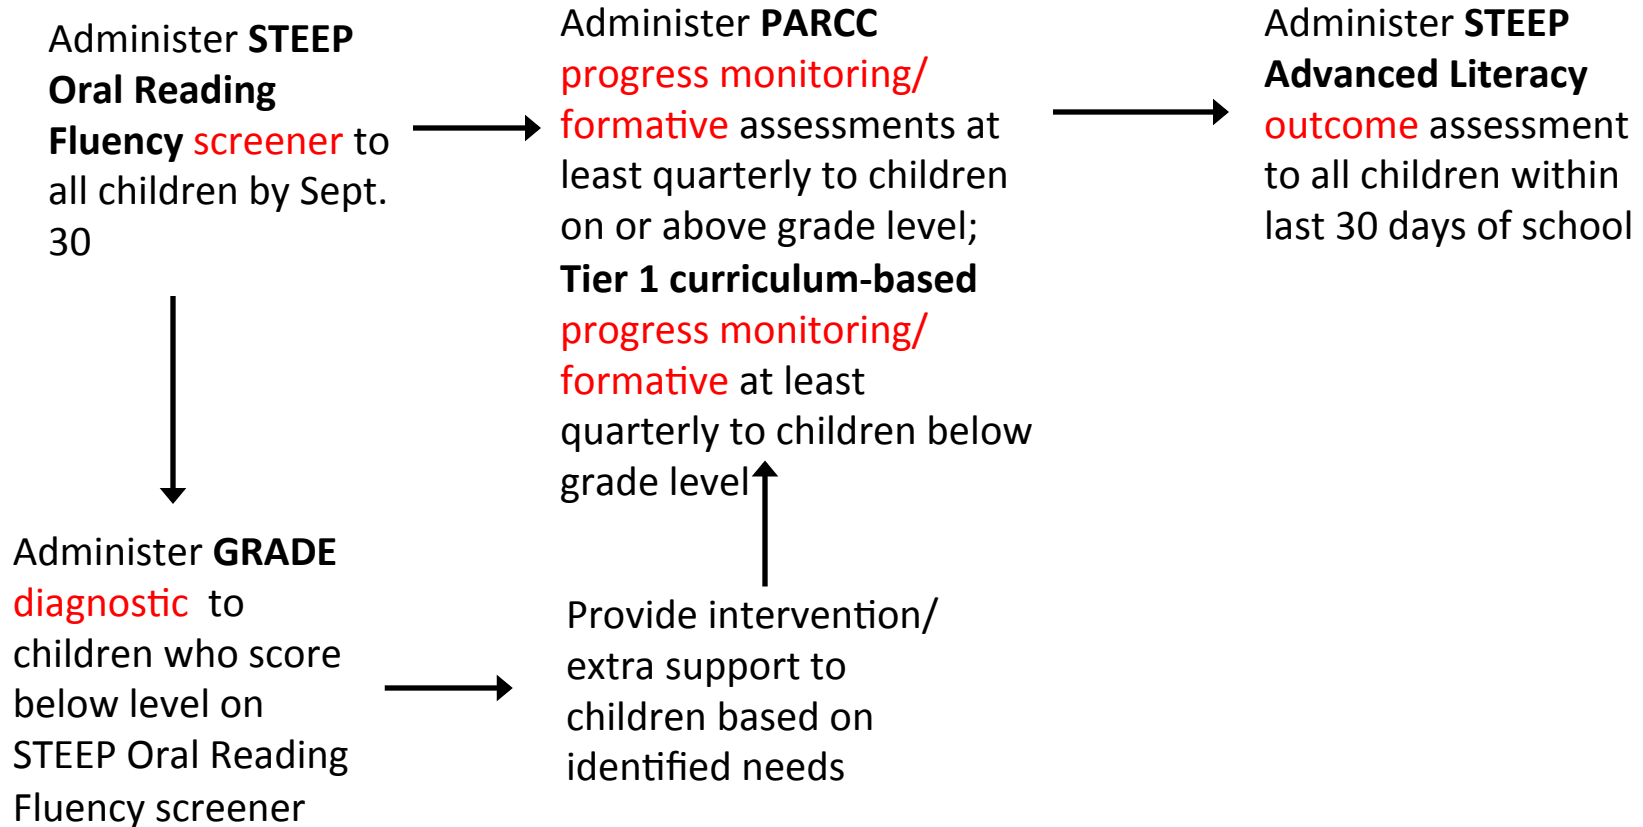 Administer STEEP
Oral Reading
Fluency screener to
all children by Sept.
30
Administer PARCC
progress monitoring/
formative assessments at
least quarterly to children
on or above grade level;
Tier 1 curriculum-based
progress monitoring/
formative at least
quarterly to children below
grade level
Administer STEEP
Advanced Literacy
outcome assessment
to all children within
last 30 days of school
Administer GRADE
diagnostic to
children who score
below level on
STEEP Oral Reading
Fluency screener
Provide intervention/
extra support to
children based on
identified needs